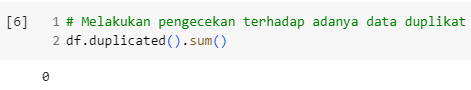 [6] 1 # Melakukan pengecekan terhadap adanya data duplikat
2 df.duplicated().sum()
0